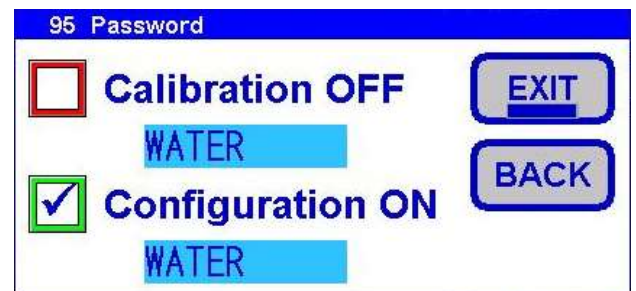 95 Password
Calibration OFF
WATER
Configuration ON
WATER
EXIT
BACK